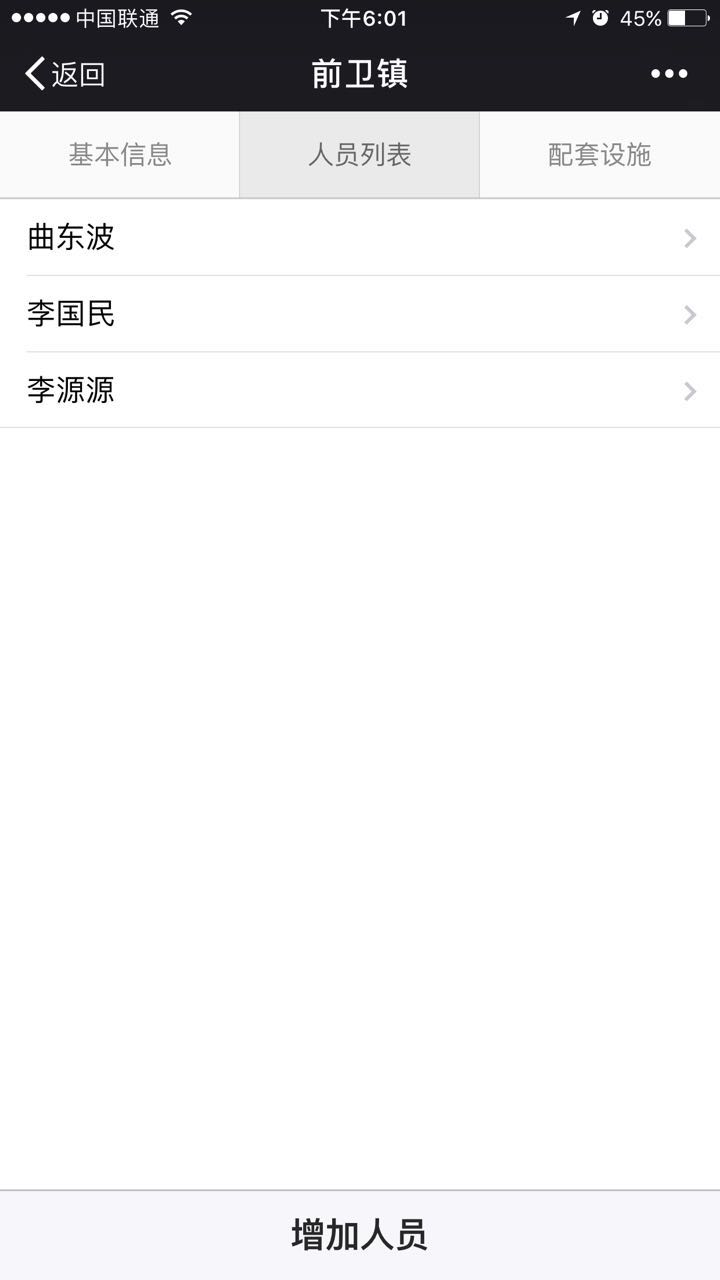 中国联通 下午6:01 45%
返回 前卫镇
基本信息 人员列表 配套设施
曲东波
李国民
李源源
增加人员